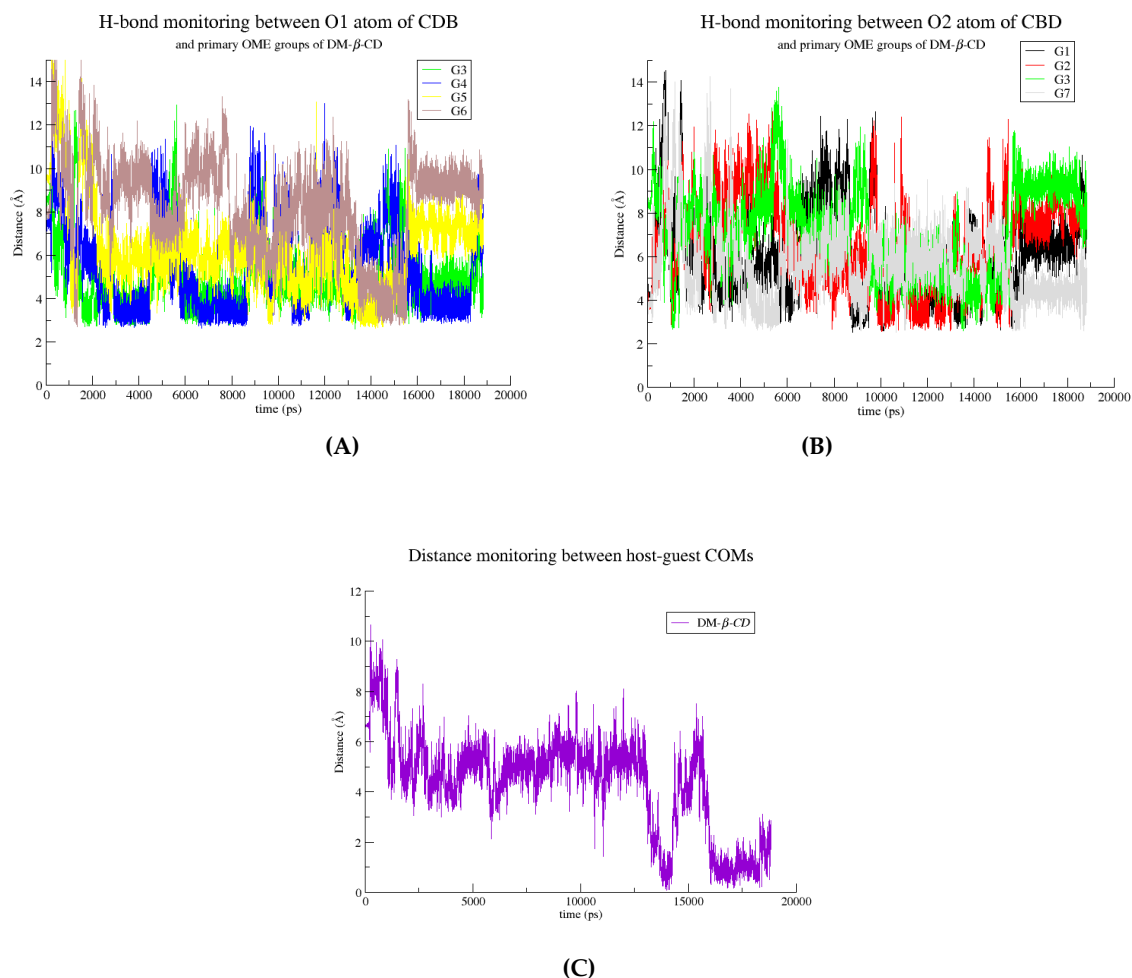 H-bond monitoring between O1 atom of CDB
and primary OME groups of DM-β-CD
G3
G4
G5
G6
Distance (Å)
14
12
10
8
6
4
2
0
0 2000 4000 6000 8000 10000 12000 14000 16000 18000 20000
time (ps)
(A)
H-bond monitoring between O2 atom of CBD
and primary OME groups of DM-β-CD
G1
G2
G3
G7
Distance (Å)
14
12
10
8
6
4
2
0
0 2000 4000 6000 8000 10000 12000 14000 16000 18000 20000
time (ps)
(B)
Distance monitoring between host-guest COMs
DM-β-CD
Distance (Å)
12
10
8
6
4
2
0
0 5000 10000 15000 20000
time (ps)
(C)